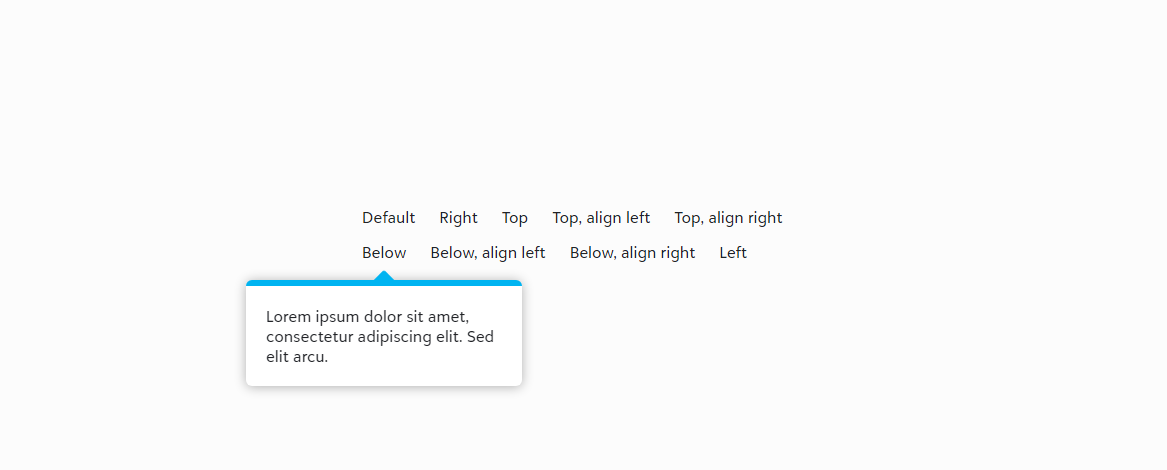 Default Right Top Top, align left Top, align right
Below Below, align left Below, align right Left
Lorem ipsum dolor sit amet,
consectetur adipiscing elit. Sed
elit arcu.